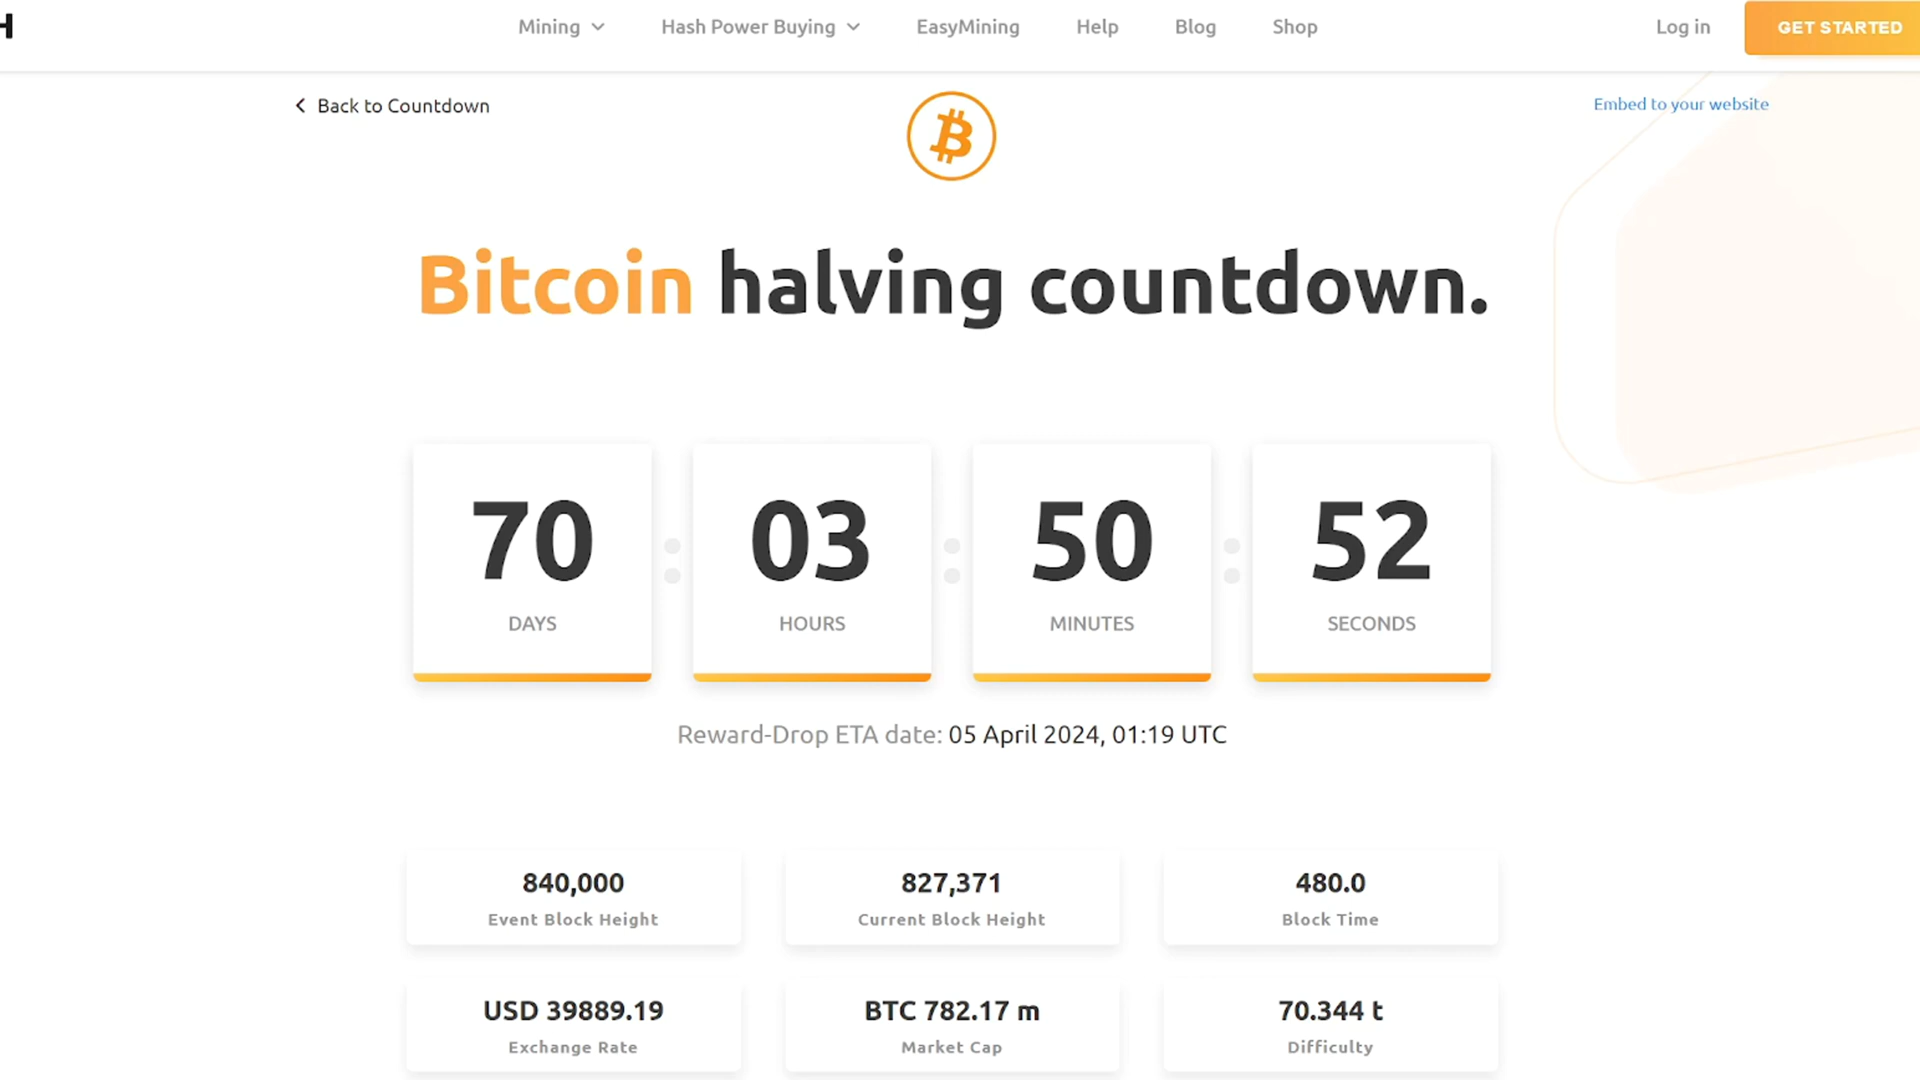 H
Mining
Hash Power Buying
EasyMining
Help
Blog
Shop
Log in
GET STARTED
Back to Countdown
Embed to your website
Bitcoin halving countdown.
70
03
50
52
DAYS
HOURS
MINUTES
SECONDS
Reward-Drop ETA date: 05 April 2024, 01:19 UTC
840,000
Event Block Height
827,371
Current Block Height
480.0
Block Time
USD 39889.19
Exchange Rate
BTC 782.17 m
Market Cap
70.344 t
Difficulty